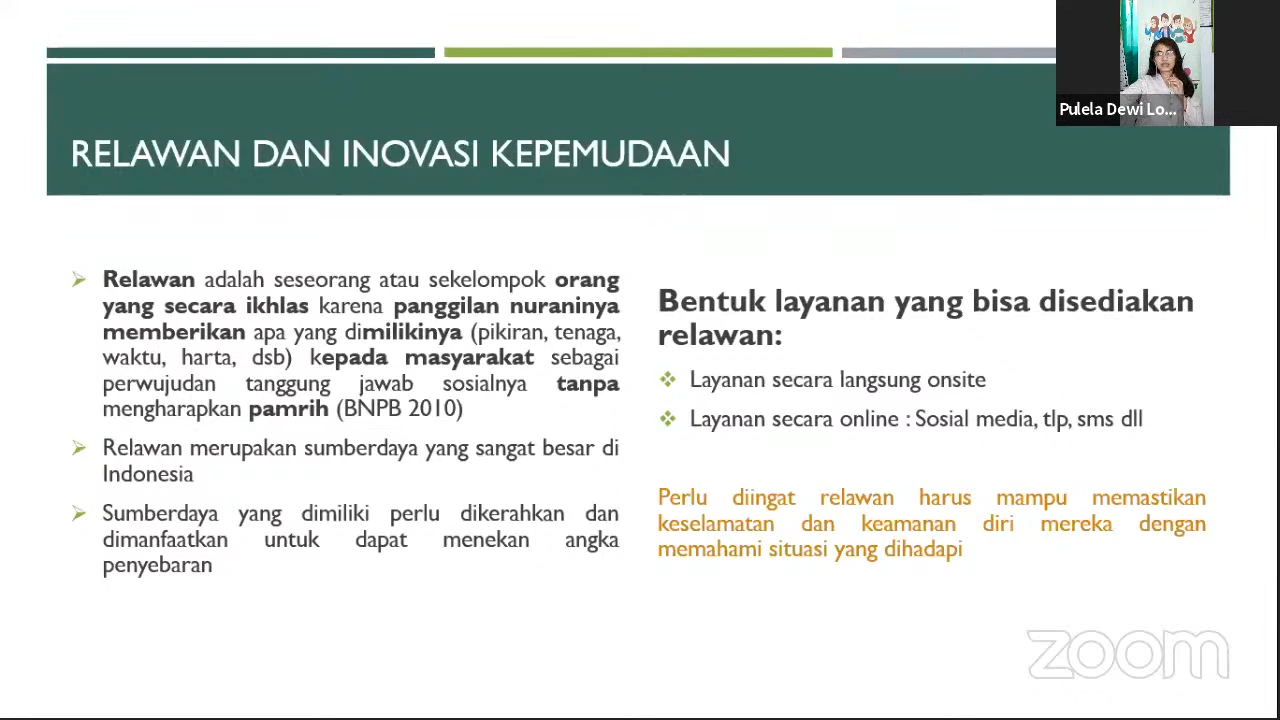 Pulela Dewi Lo...
RELAWAN DAN INOVASI KEPEMUDAAN
Relawan adalah seseorang atau sekelompok orang
yang secara ikhlas karena panggilan nuraninya
memberikan apa yang dimilikinya (pikiran, tenaga,
waktu, harta, dsb) kepada masyarakat sebagai
perwujudan tanggung jawab sosialnya tanpa
mengharapkan pamrih (BNPB 2010)
Relawan merupakan sumberdaya yang sangat besar di
Indonesia
Sumberdaya yang dimiliki perlu dikerahkan dan
dimanfaatkan untuk dapat menekan angka
penyebaran
Bentuk layanan yang bisa disediakan
relawan:
Layanan secara langsung onsite
Layanan secara online : Sosial media, tlp, sms dll
Perlu diingat relawan harus mampu memastikan
keselamatan dan keamanan diri mereka dengan
memahami situasi yang dihadapi
zoom